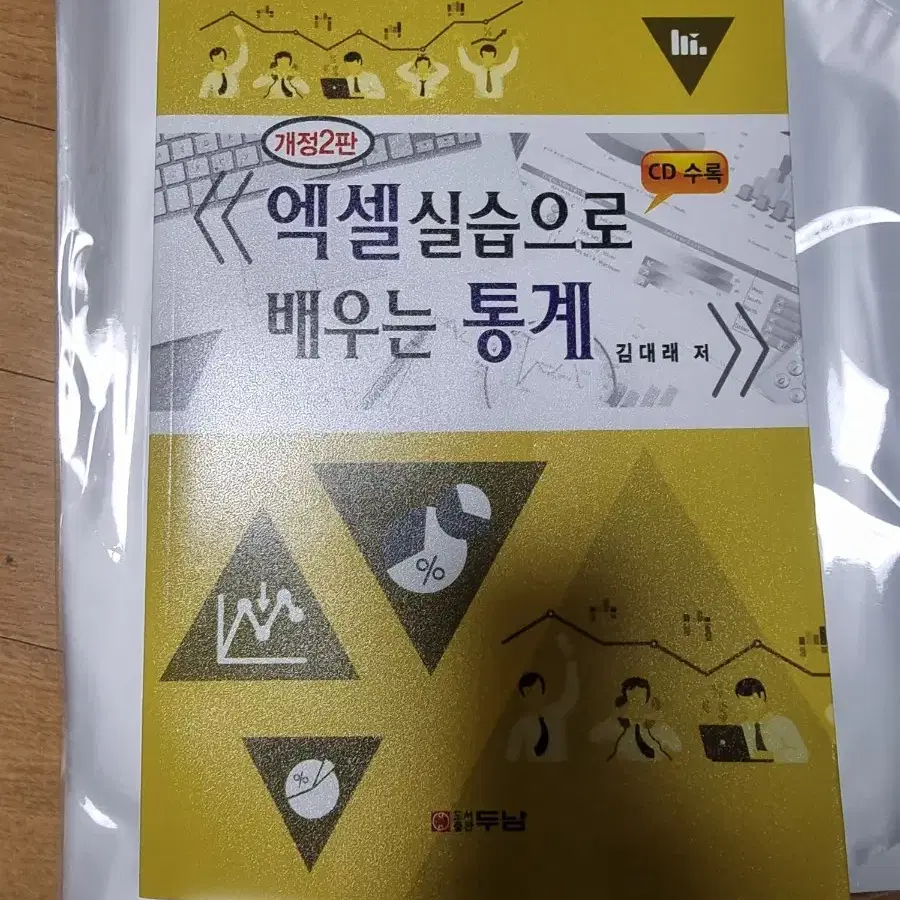 개정2판
CD 수록
엑셀 실습으로
배우는 통계
김대래 저
%
%
도서출판 두남